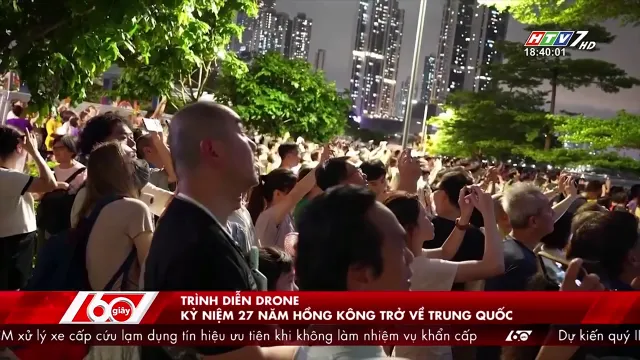 HTV7 HD
18:40:01
60 giây
TRÌNH DIỄN DRONE
KỶ NIỆM 27 NĂM HỒNG KÔNG TRỞ VỀ TRUNG QUỐC
M xử lý xe cấp cứu lạm dụng tín hiệu ưu tiên khi không làm nhiệm vụ khẩn cấp
60
Dự kiến quý I